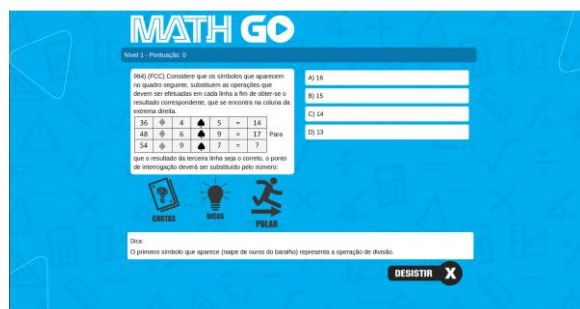 MATH GO
Nível 1 - Pontuação: 0
994) (FCC) Considere que os símbolos que aparecem
no quadro seguinte, substituem as operações que
devem ser efetuadas em cada linha a fim de obter-se o
resultado correspondente, que se encontra na coluna da
extrema direita.
36 ♦ 4 ♠ 5 = 14
48 ♦ 6 ♠ 9 = 17 Para
54 ♦ 9 ♠ 7 = ?
que o resultado da terceira linha seja o correto, o ponto
de interrogação deverá ser substituído pelo número:
A) 16
B) 15
C) 14
D) 13
?
CARTAS
DICAS
PULAR
Dica:
O primeiro símbolo que aparece (naipe de ouros do baralho) representa a operação de divisão.
DESISTIR X